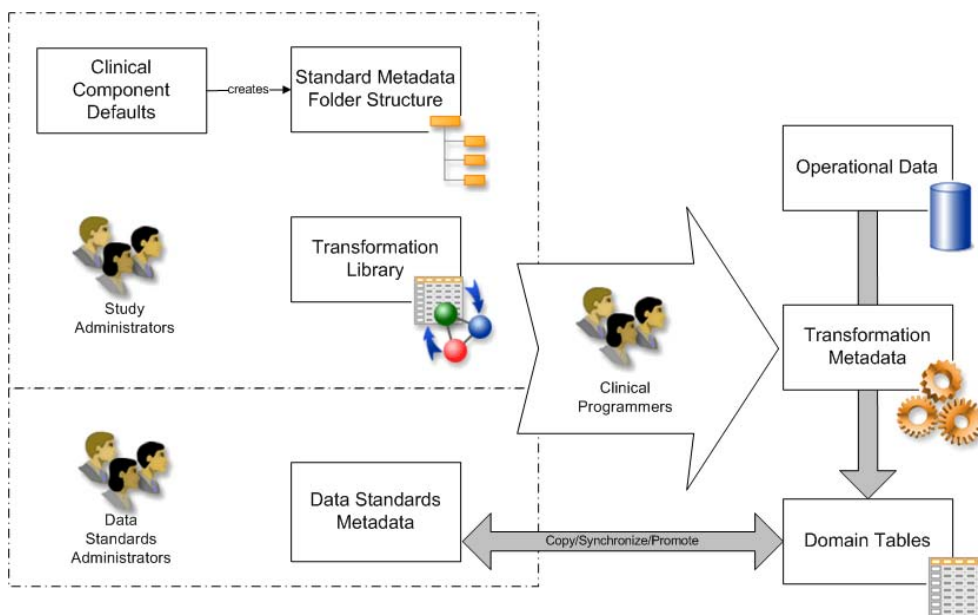 Clinical
Component
Defaults
creates
Standard Metadata
Folder Structure
Operational Data
Study
Administrators
Transformation
Library
Clinical
Programmers
Transformation
Metadata
Data
Standards
Administrators
Data Standards
Metadata
Copy/Synchronize/Promote
Domain Tables